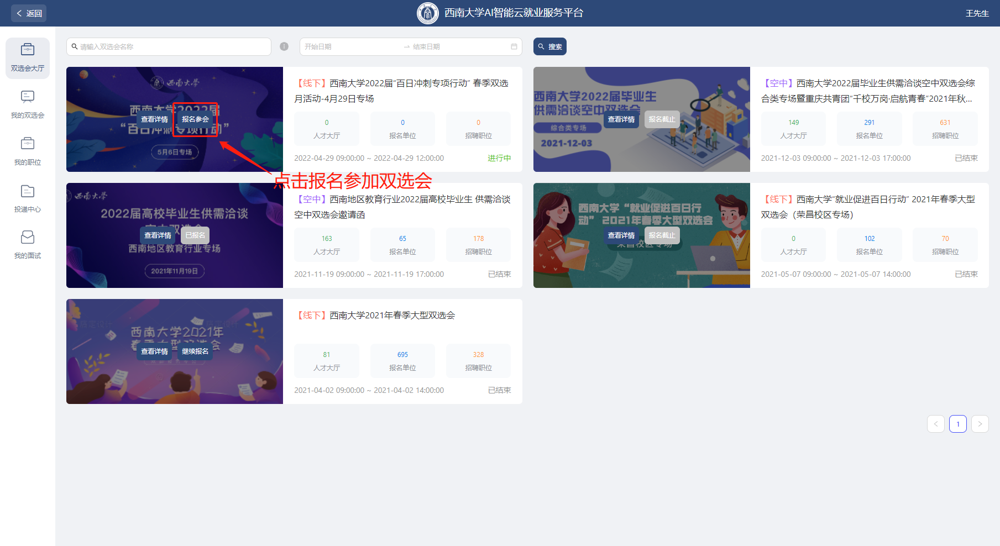 返回
西南大学AI智能云就业服务平台
王先生
双选会大厅
我的双选会
我的职位
投递中心
我的面试
请输入双选会名称
开始日期
结束日期
搜索
西南大学
西南大学2022届
“百日冲刺专项行动”
查看详情
报名参会
5月6日专场
【线下】西南大学2022届“百日冲刺专项行动” 春季双选
月活动-4月29日专场
0
人才大厅
0
报名单位
0
招聘职位
2022-04-29 09:00:00 ~ 2022-04-29 12:00:00
进行中
点击报名参加双选会
西南大学2022届毕业生
供需洽谈空中双选会
综合类专场
2021-12-03
查看详情
报名截止
【空中】西南大学2022届毕业生供需洽谈空中双选会综
合类专场暨重庆共青团“千校万岗·启航青春”2021年秋...
149
人才大厅
291
报名单位
631
招聘职位
2021-12-03 09:00:00 ~ 2021-12-03 17:00:00
已结束
西南大学
2022届高校毕业生供需洽谈
空中双选会
查看详情
已报名
西南地区教育行业专场
2021年11月19日
【空中】西南地区教育行业2022届高校毕业生 供需洽谈
空中双选会邀请函
163
人才大厅
65
报名单位
178
招聘职位
2021-11-19 09:00:00 ~ 2021-11-19 17:00:00
已结束
西南大学“就业促进百日行
动” 2021年春季大型双选会
查看详情
报名截止
荣昌校区专场
【线下】西南大学“就业促进百日行动” 2021年春季大型
双选会（荣昌校区专场）
0
人才大厅
102
报名单位
70
招聘职位
2021-05-07 09:00:00 ~ 2021-05-07 14:00:00
已结束
西南大学2021年
春季大型双选会
查看详情
继续报名
【线下】西南大学2021年春季大型双选会
81
人才大厅
695
报名单位
328
招聘职位
2021-04-02 09:00:00 ~ 2021-04-02 14:00:00
已结束
1